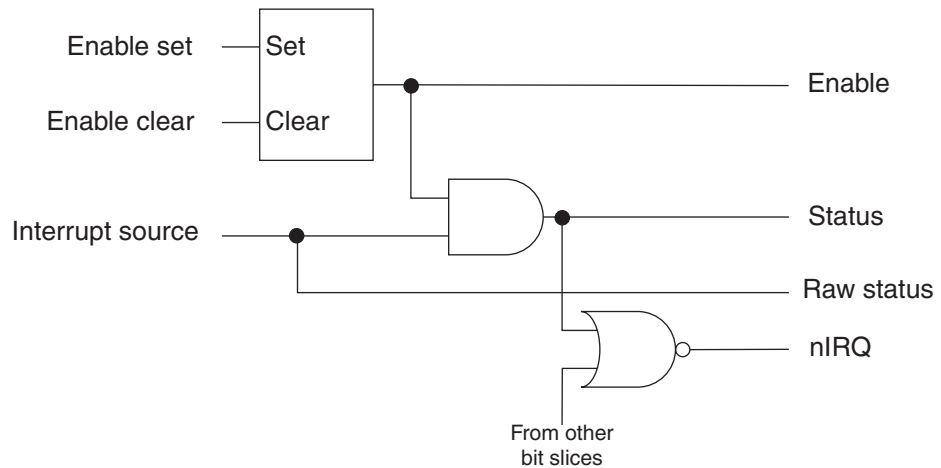 Enable set
Set
Enable
Enable clear
Clear
Status
Interrupt source
Raw status
nIRQ
From other
bit slices